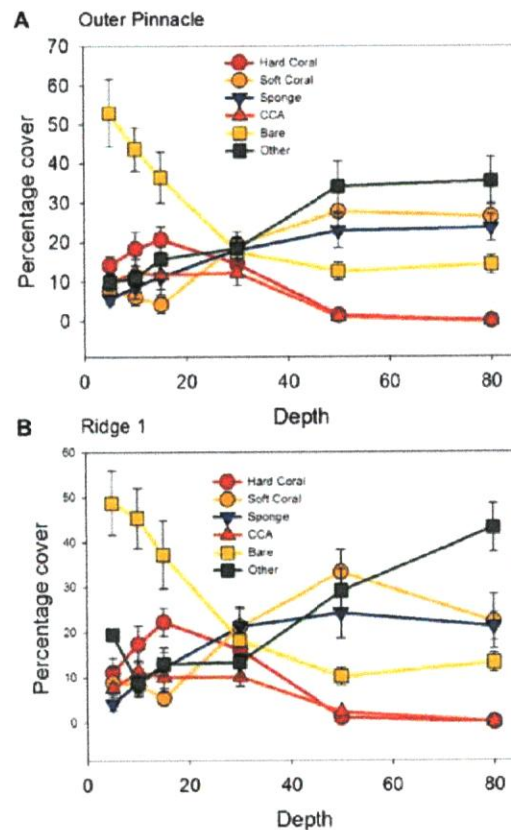 A Outer Pinnacle
70
60
50
40
30
20
10
0
Percentage cover
Hard Coral
Soft Coral
Sponge
CCA
Bare
Other
0 20 40 60 80
Depth
B Ridge 1
60
50
40
30
20
10
0
Percentage cover
Hard Coral
Soft Coral
Sponge
CCA
Bare
Other
0 20 40 60 80
Depth